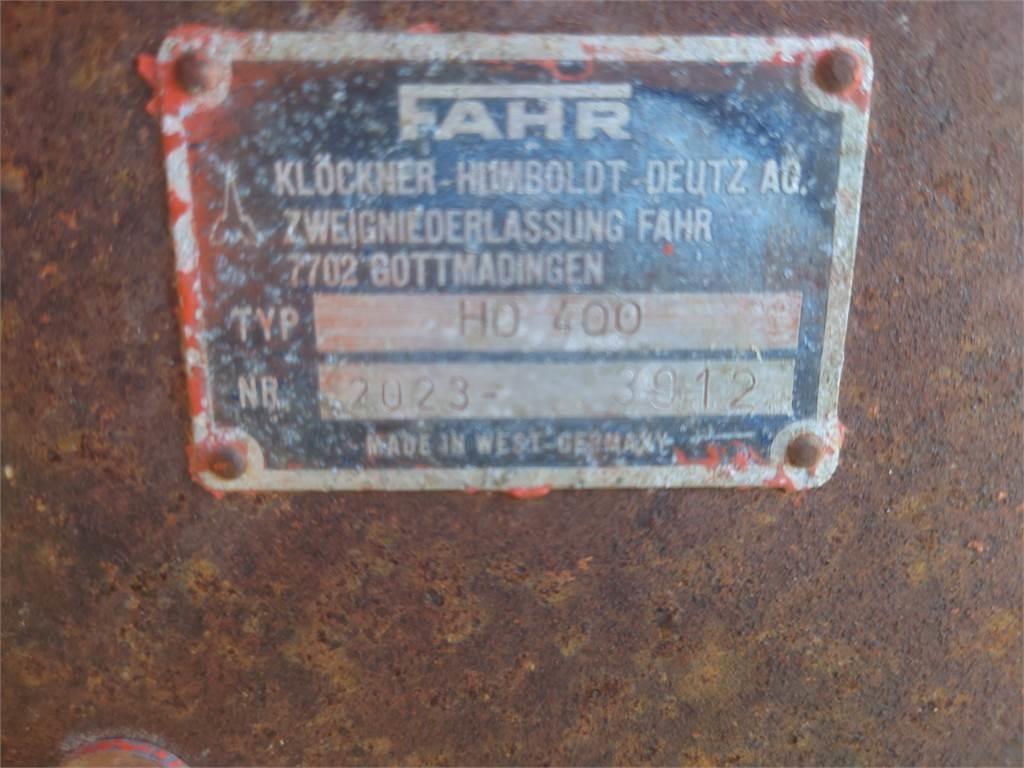 FAHR
KLÖCKNER-HUMBOLDT-DEUTZ AG.
ZWEIGNIEDERLASSUNG FAHR
7702 GOTTMADINGEN
TYP HD 400
NR. 2023- 3912
MADE IN WEST-GERMANY